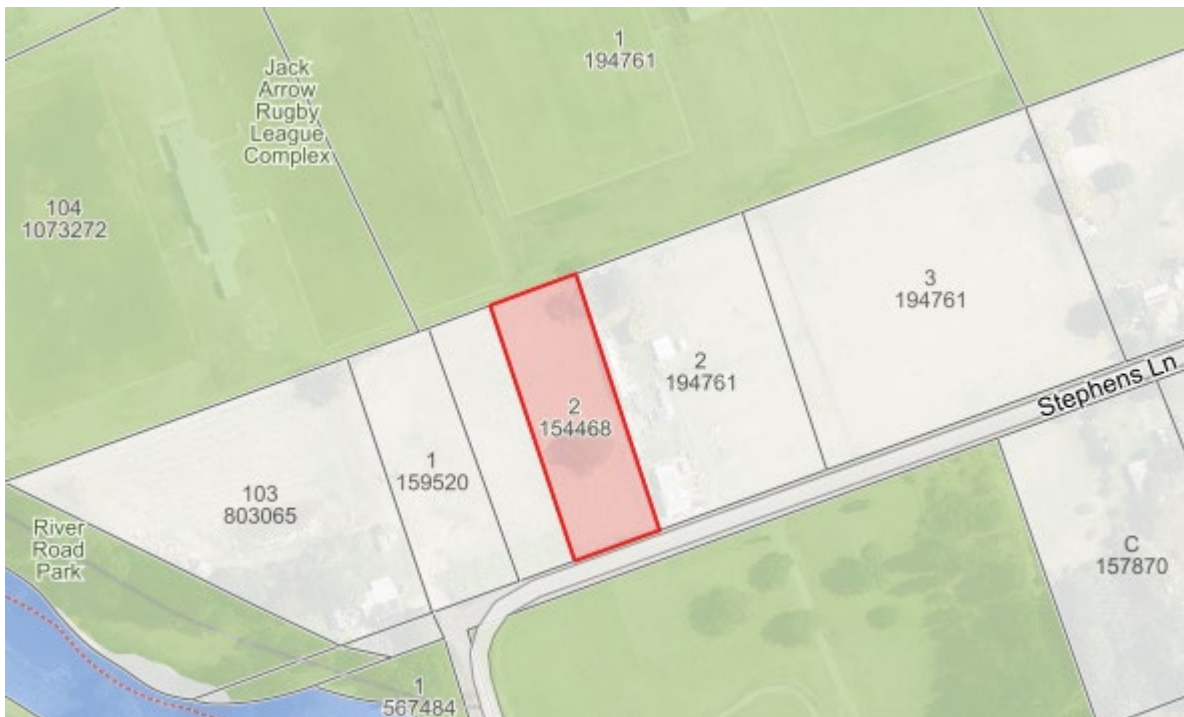 1
194761
Jack
Arrow
Rugby
League
Complex
104
1073272
3
194761
2
194761
Stephens Ln
2
154468
1
159520
103
803065
River
Road
Park
C
157870
1
567484